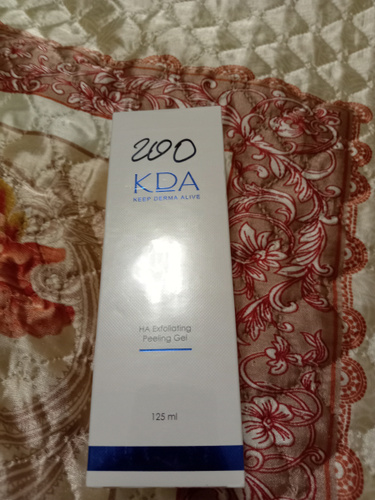 200
KDA
KEEP DERMA ALIVE
HA Exfoliating
Peeling Gel
125 ml